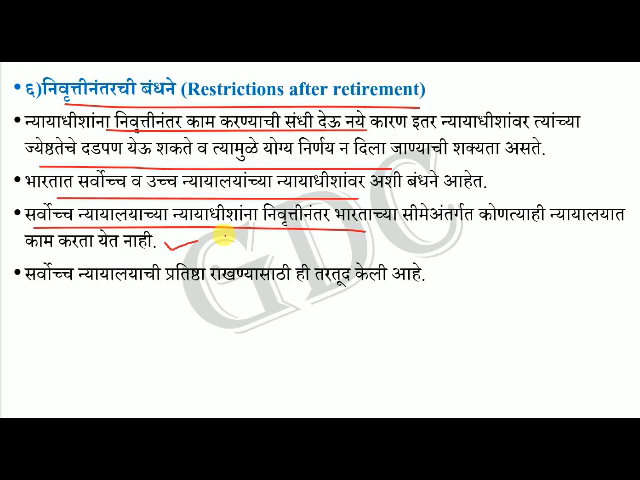 • ६)निवृत्तीनंतरची बंधने (Restrictions after retirement)
• न्यायाधीशांना निवृत्तीनंतर काम करण्याची संधी देऊ नये कारण इतर न्यायाधीशांवर त्यांच्या
ज्येष्ठतेचे दडपण येऊ शकते व त्यामुळे योग्य निर्णय न दिला जाण्याची शक्यता असते.
• भारतात सर्वोच्च व उच्च न्यायालयांच्या न्यायाधीशांवर अशी बंधने आहेत.
• सर्वोच्च न्यायालयाच्या न्यायाधीशांना निवृत्तीनंतर भारताच्या सीमेअंतर्गत कोणत्याही न्यायालयात
काम करता येत नाही.
• सर्वोच्च न्यायालयाची प्रतिष्ठा राखण्यासाठी ही तरतूद केली आहे.
GDC